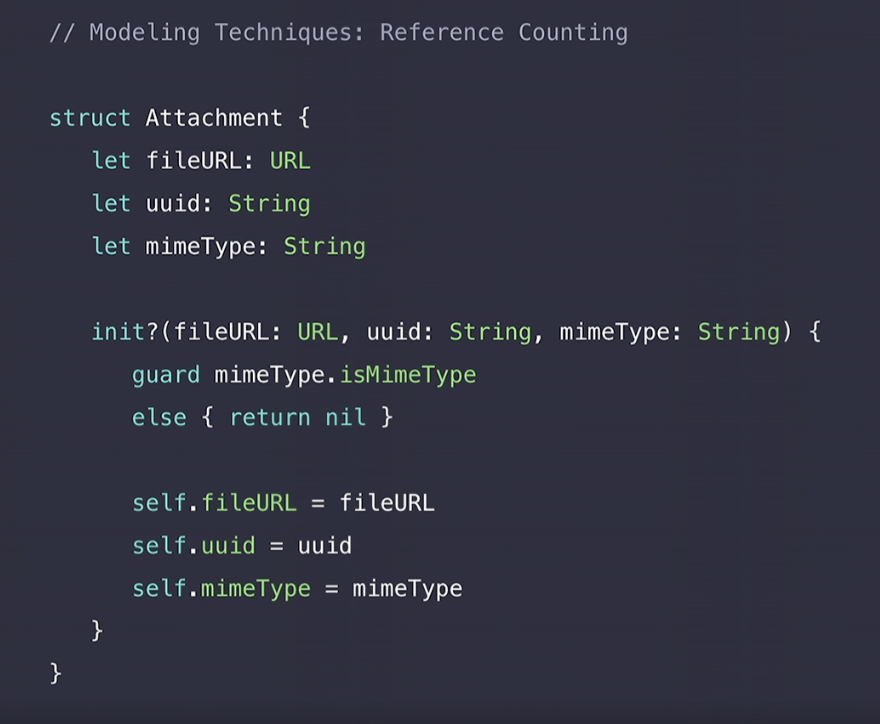 // Modeling Techniques: Reference Counting
struct Attachment {
let fileURL: URL
let uuid: String
let mimeType: String
init?(fileURL: URL, uuid: String, mimeType: String) {
guard mimeType.isMimeType
else { return nil }
self.fileURL = fileURL
self.uuid = uuid
self.mimeType = mimeType
}
}